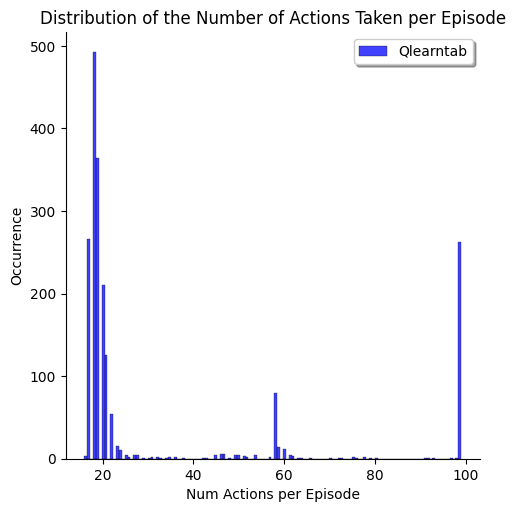 Distribution of the Number of Actions Taken per Episode
Qlearntab
500
400
300
200
100
0
Occurrence
20
40
60
80
100
Num Actions per Episode